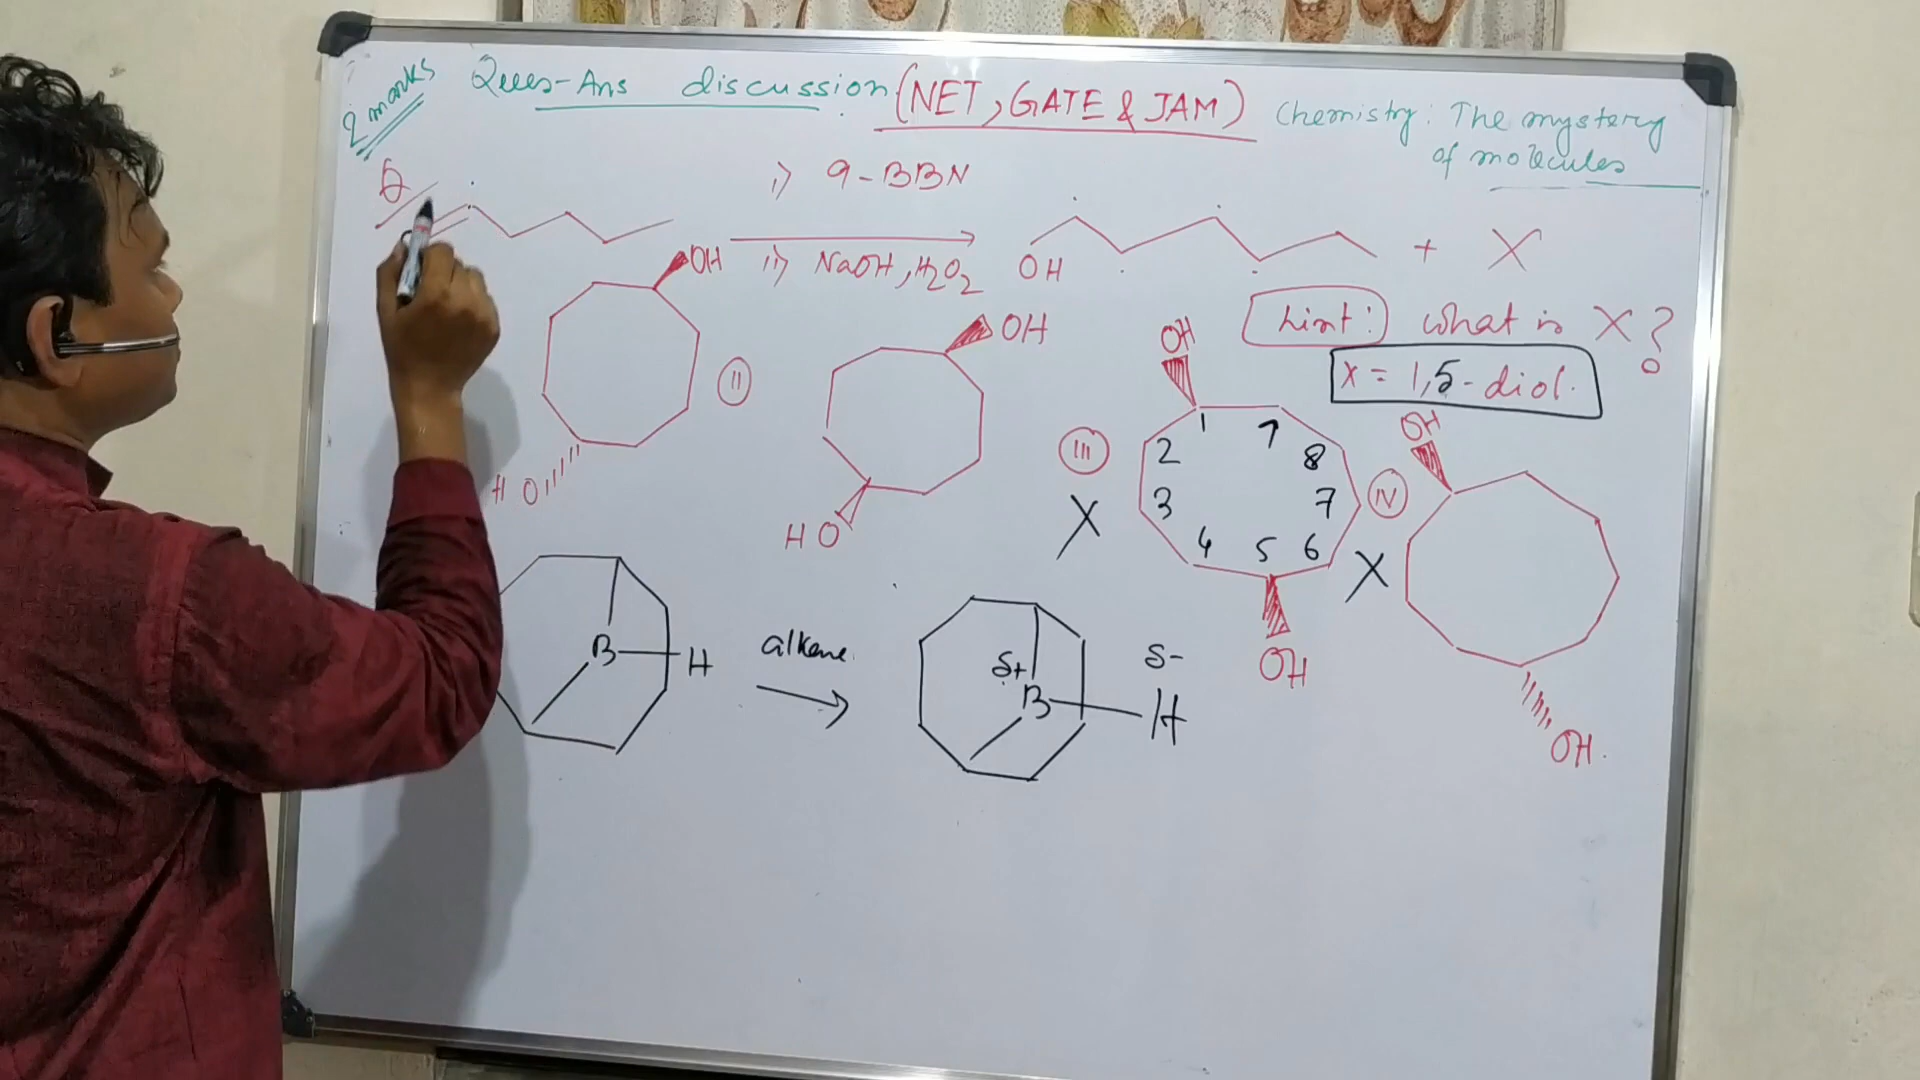 2 marks
Ques-Ans discussion (NET, GATE & JAM)
Chemistry: The mystery
of molecules
Q
i) 9-BBN
ii) NaOH, H2O2
OH
+ X
Hint: what is X?
X = 1,5-diol.
OH
HO
II
OH
HO
III
X
OH
1
2
3
4
5
6
7
8
7
OH
IV
X
OH
OH.
B H
alkene
δ+
B
δ-
H